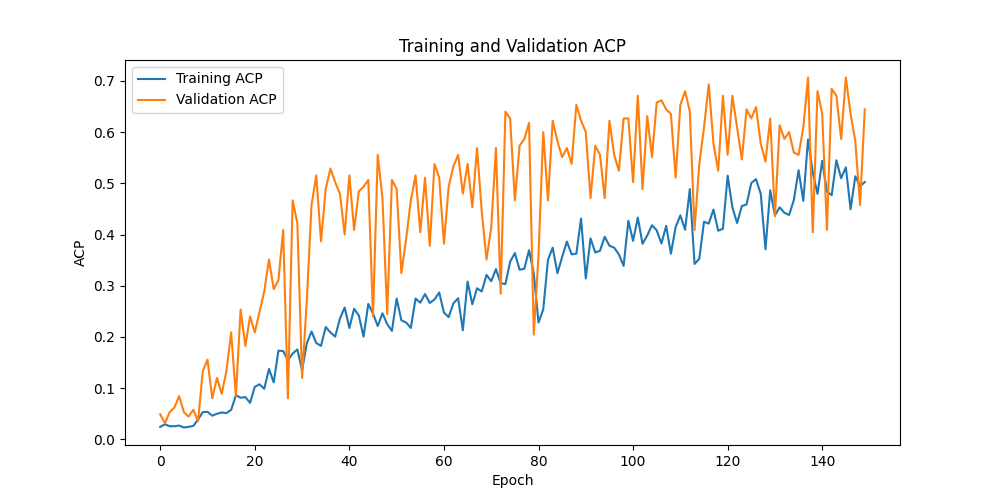 Training and Validation ACP
Training ACP
Validation ACP
ACP
0.7
0.6
0.5
0.4
0.3
0.2
0.1
0.0
0 20 40 60 80 100 120 140
Epoch